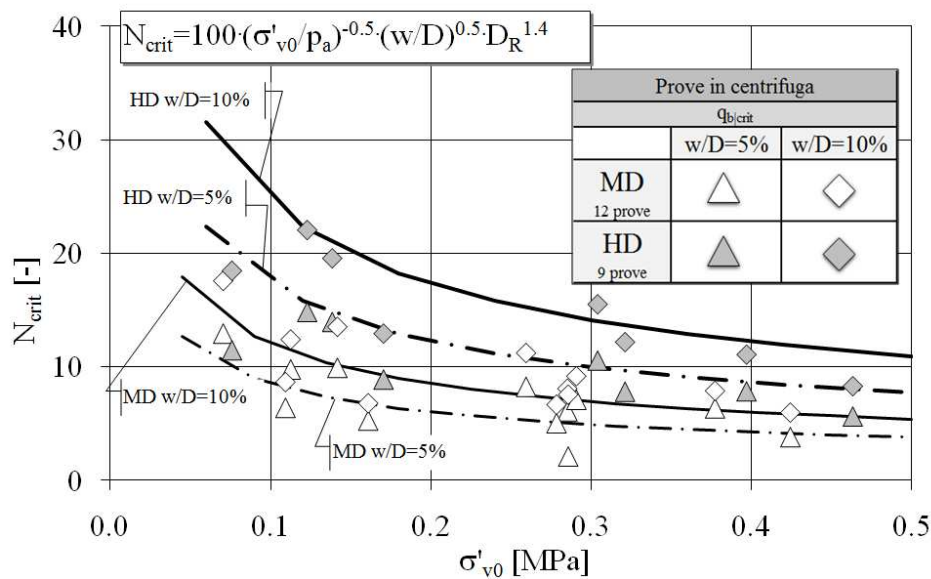 N_crit=100·(σ'_v0/p_a)^-0.5·(w/D)^0.5·D_R^1.4
HD w/D=10%
HD w/D=5%
MD w/D=10%
MD w/D=5%
Prove in centrifuga
q_b|crit
w/D=5% w/D=10%
MD
12 prove
HD
9 prove
N_crit [-]
40
30
20
10
0
0.0 0.1 0.2 0.3 0.4 0.5
σ'_v0 [MPa]